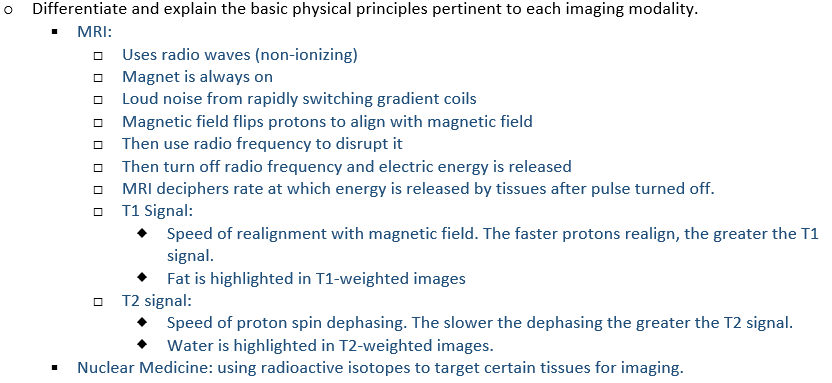 Differentiate and explain the basic physical principles pertinent to each imaging modality.
MRI:
Uses radio waves (non-ionizing)
Magnet is always on
Loud noise from rapidly switching gradient coils
Magnetic field flips protons to align with magnetic field
Then use radio frequency to disrupt it
Then turn off radio frequency and electric energy is released
MRI deciphers rate at which energy is released by tissues after pulse turned off.
T1 Signal:
Speed of realignment with magnetic field. The faster protons realign, the greater the T1
signal.
Fat is highlighted in T1-weighted images
T2 signal:
Speed of proton spin dephasing. The slower the dephasing the greater the T2 signal.
Water is highlighted in T2-weighted images.
Nuclear Medicine: using radioactive isotopes to target certain tissues for imaging.